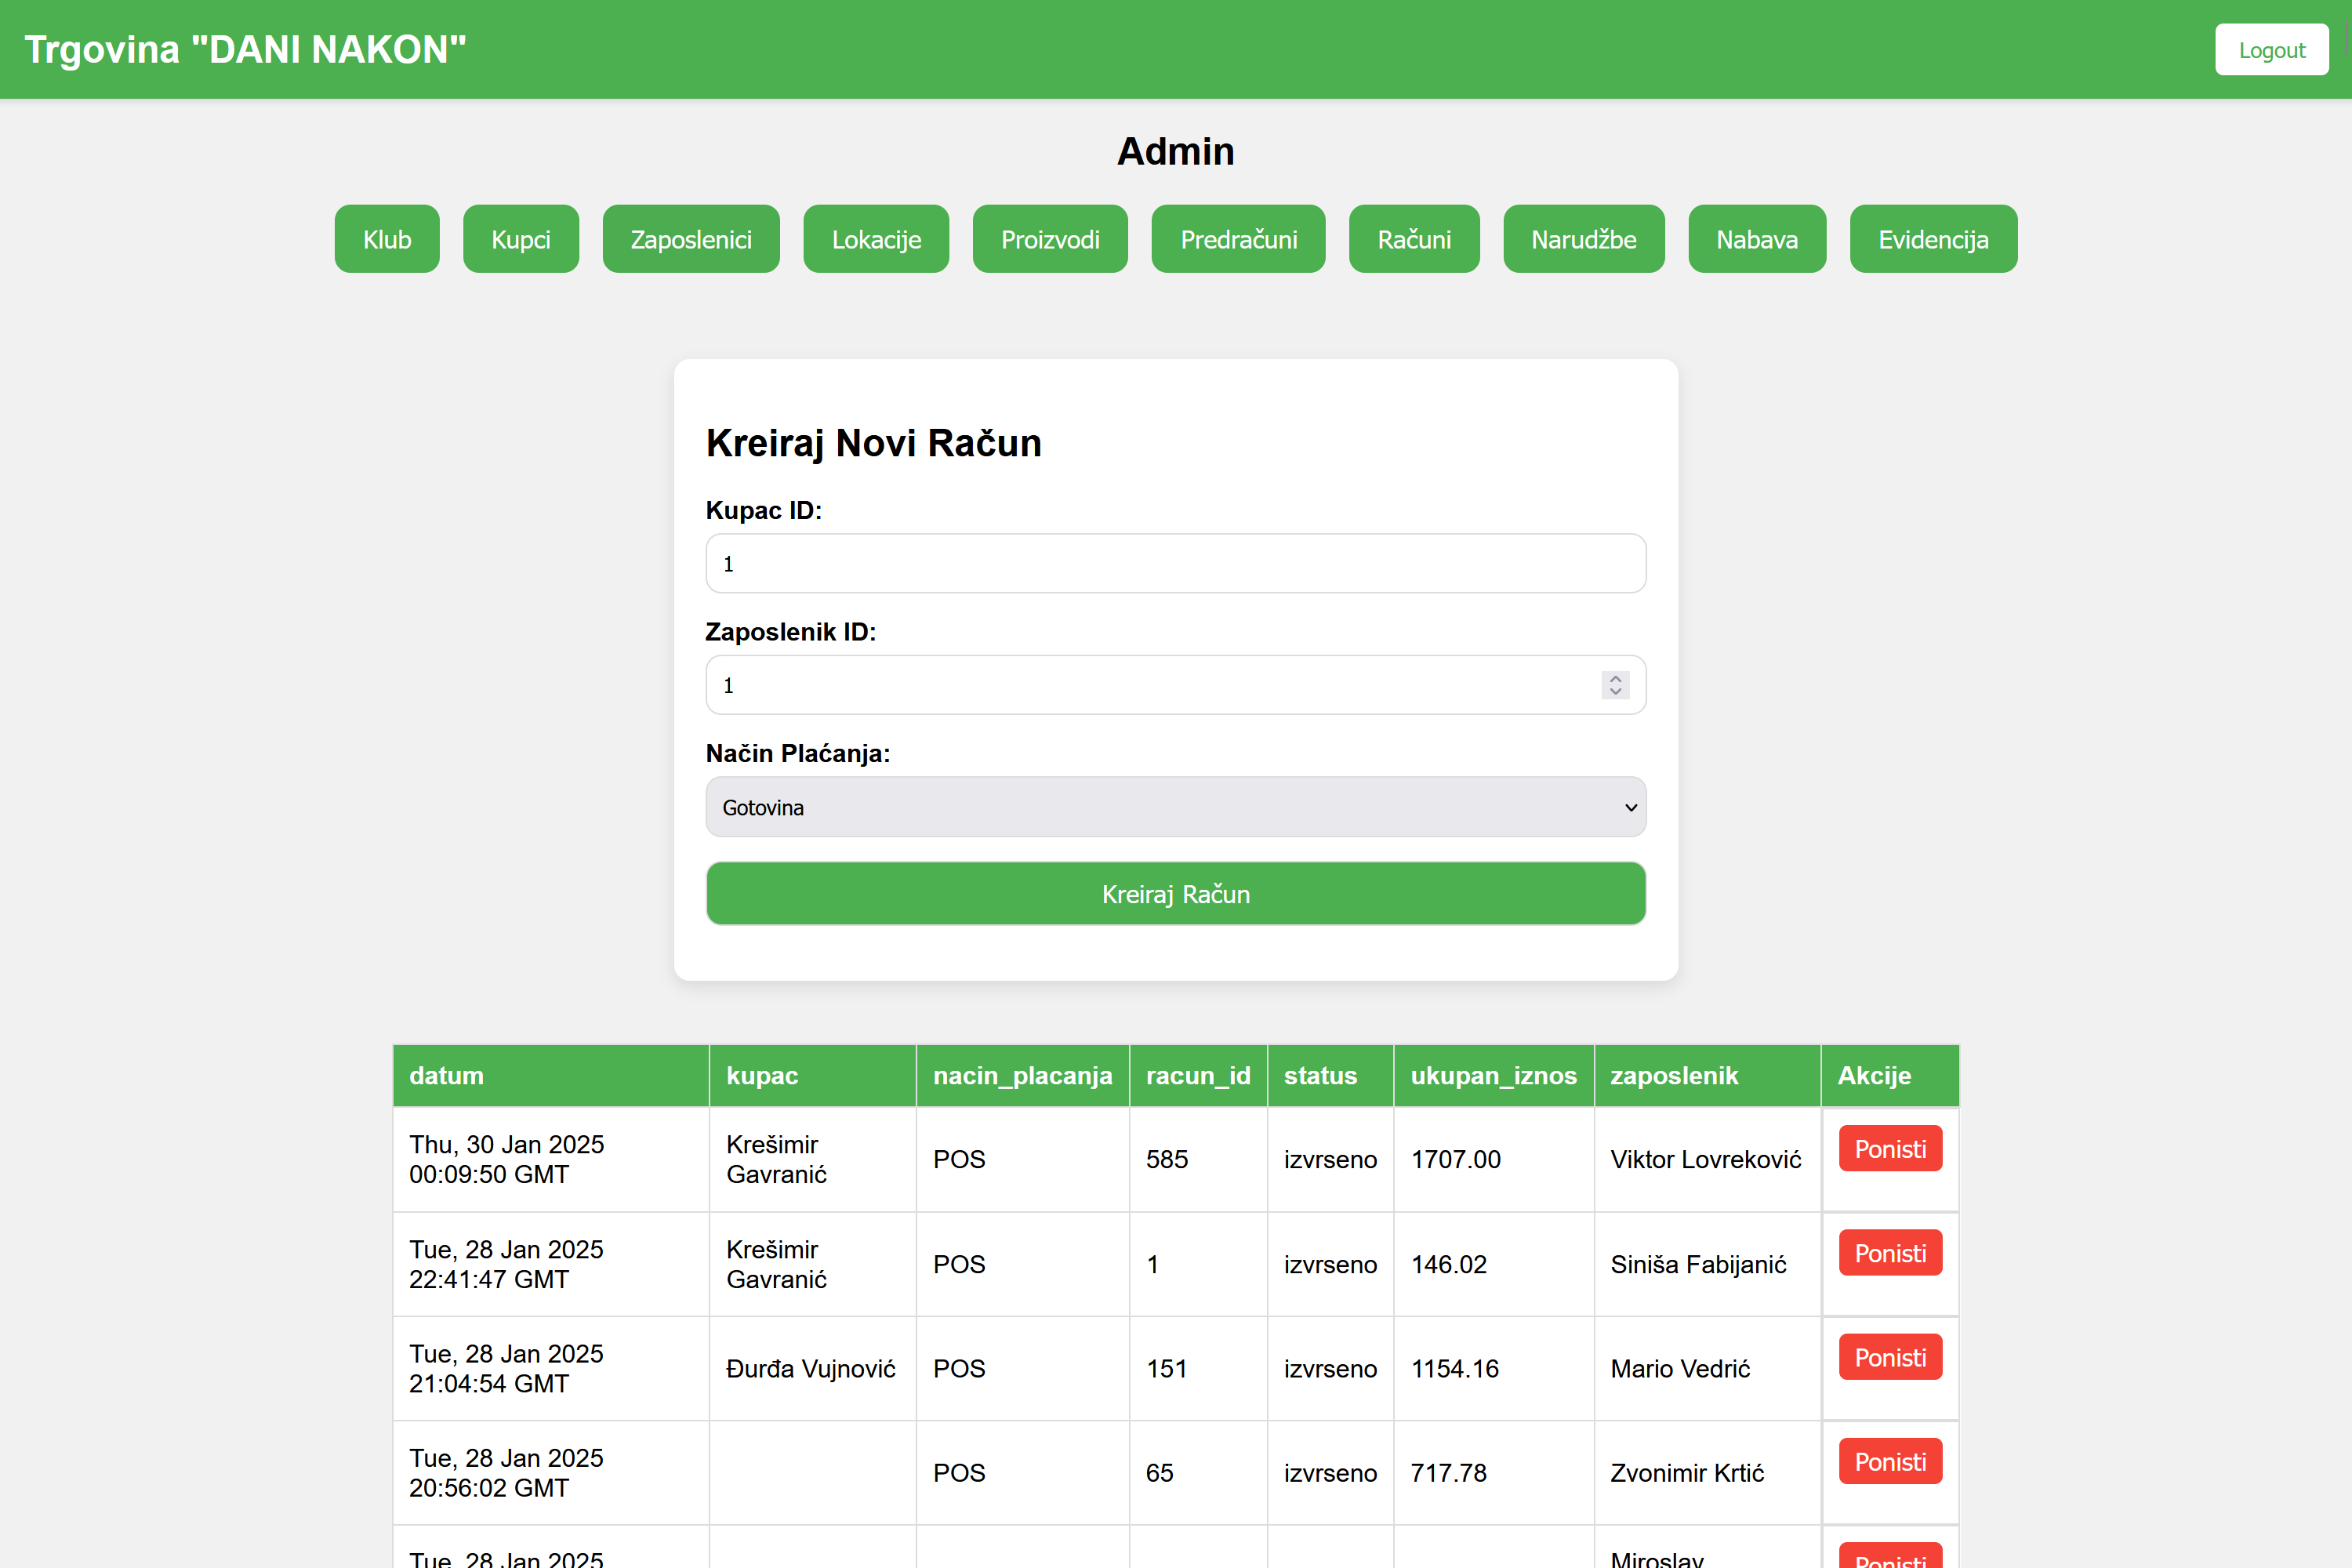 Trgovina "DANI NAKON"
Logout
Admin
Klub Kupci Zaposlenici Lokacije Proizvodi Predračuni Računi Narudžbe Nabava Evidencija
Kreiraj Novi Račun
Kupac ID:
1
Zaposlenik ID:
1
Način Plaćanja:
Gotovina
Kreiraj Račun
datum kupac nacin_placanja racun_id status ukupan_iznos zaposlenik Akcije
Thu, 30 Jan 2025
00:09:50 GMT
Krešimir
Gavranić
POS
585
izvrseno
1707.00
Viktor Lovreković
Ponisti
Tue, 28 Jan 2025
22:41:47 GMT
Krešimir
Gavranić
POS
1
izvrseno
146.02
Siniša Fabijanić
Ponisti
Tue, 28 Jan 2025
21:04:54 GMT
Đurđa Vujnović
POS
151
izvrseno
1154.16
Mario Vedrić
Ponisti
Tue, 28 Jan 2025
20:56:02 GMT
POS
65
izvrseno
717.78
Zvonimir Krtić
Ponisti
Tue, 28 Jan 2025
Miroslav
Ponisti